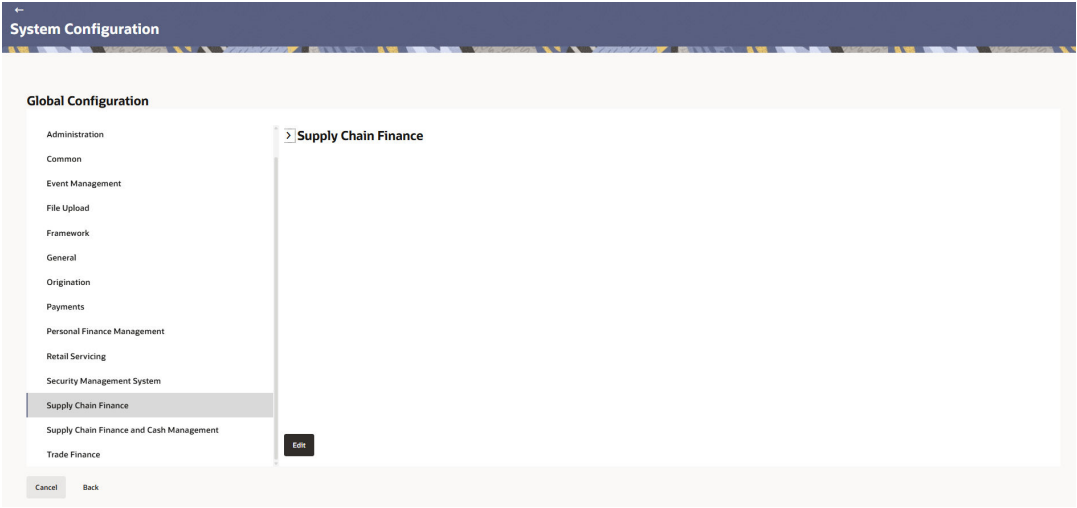 ←
System Configuration
Global Configuration
Administration
Common
Event Management
File Upload
Framework
General
Origination
Payments
Personal Finance Management
Retail Servicing
Security Management System
Supply Chain Finance
Supply Chain Finance and Cash Management
Trade Finance
> Supply Chain Finance
Edit
Cancel Back